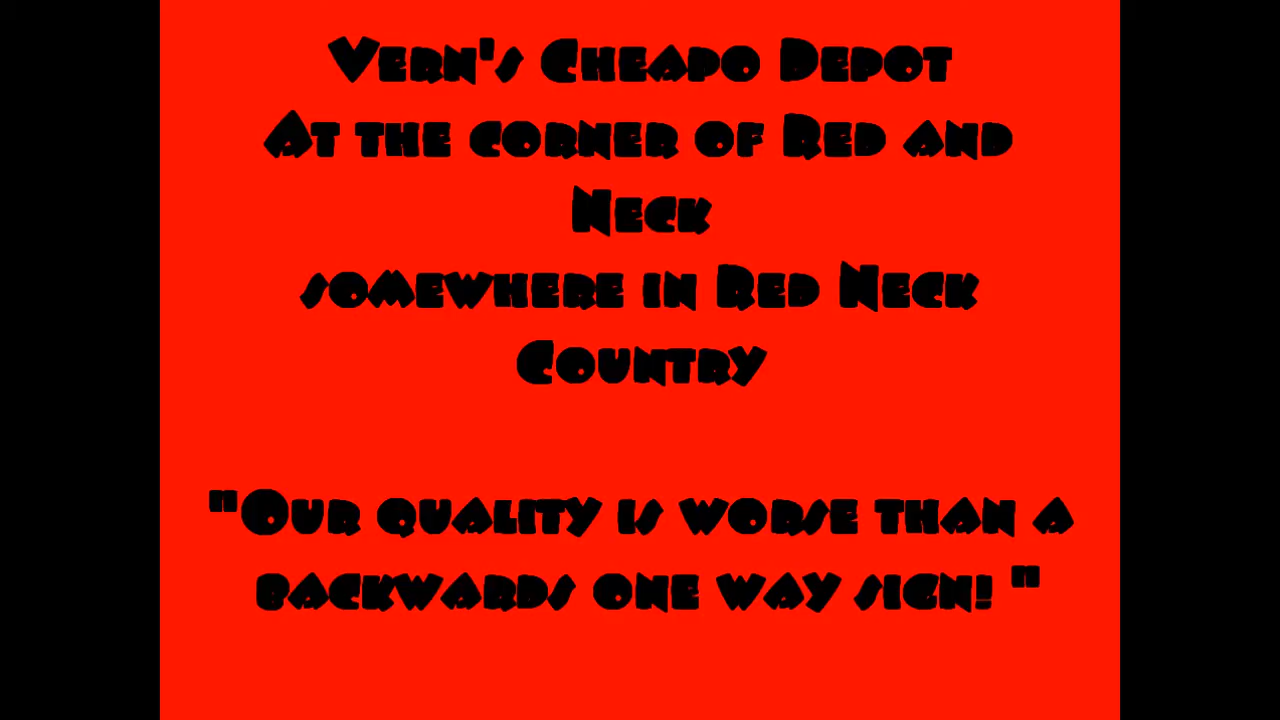 Vern's Cheapo Depot
At the corner of Red and
Neck
somewhere in Red Neck
Country
"Our quality is worse than a
backwards one way sign! "